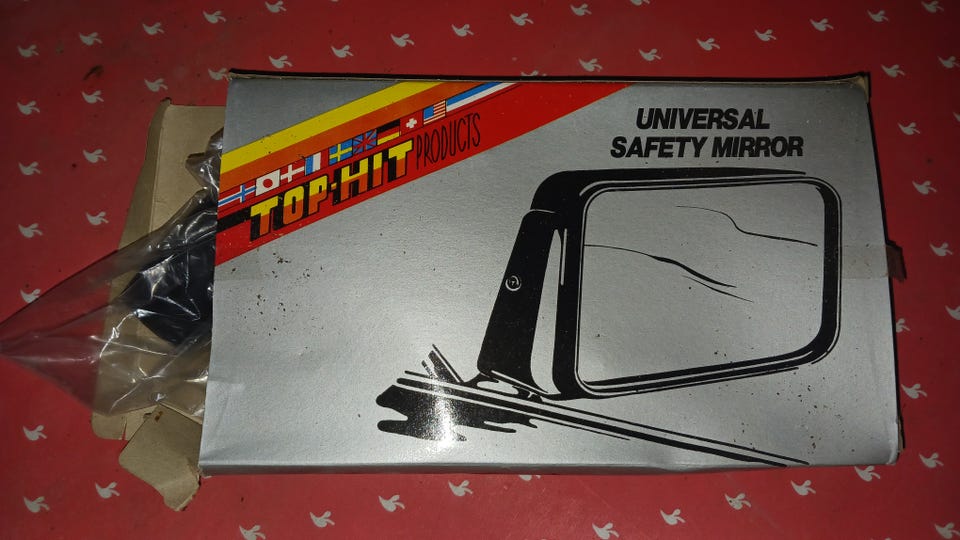 TOP-HIT PRODUCTS
UNIVERSAL
SAFETY MIRROR